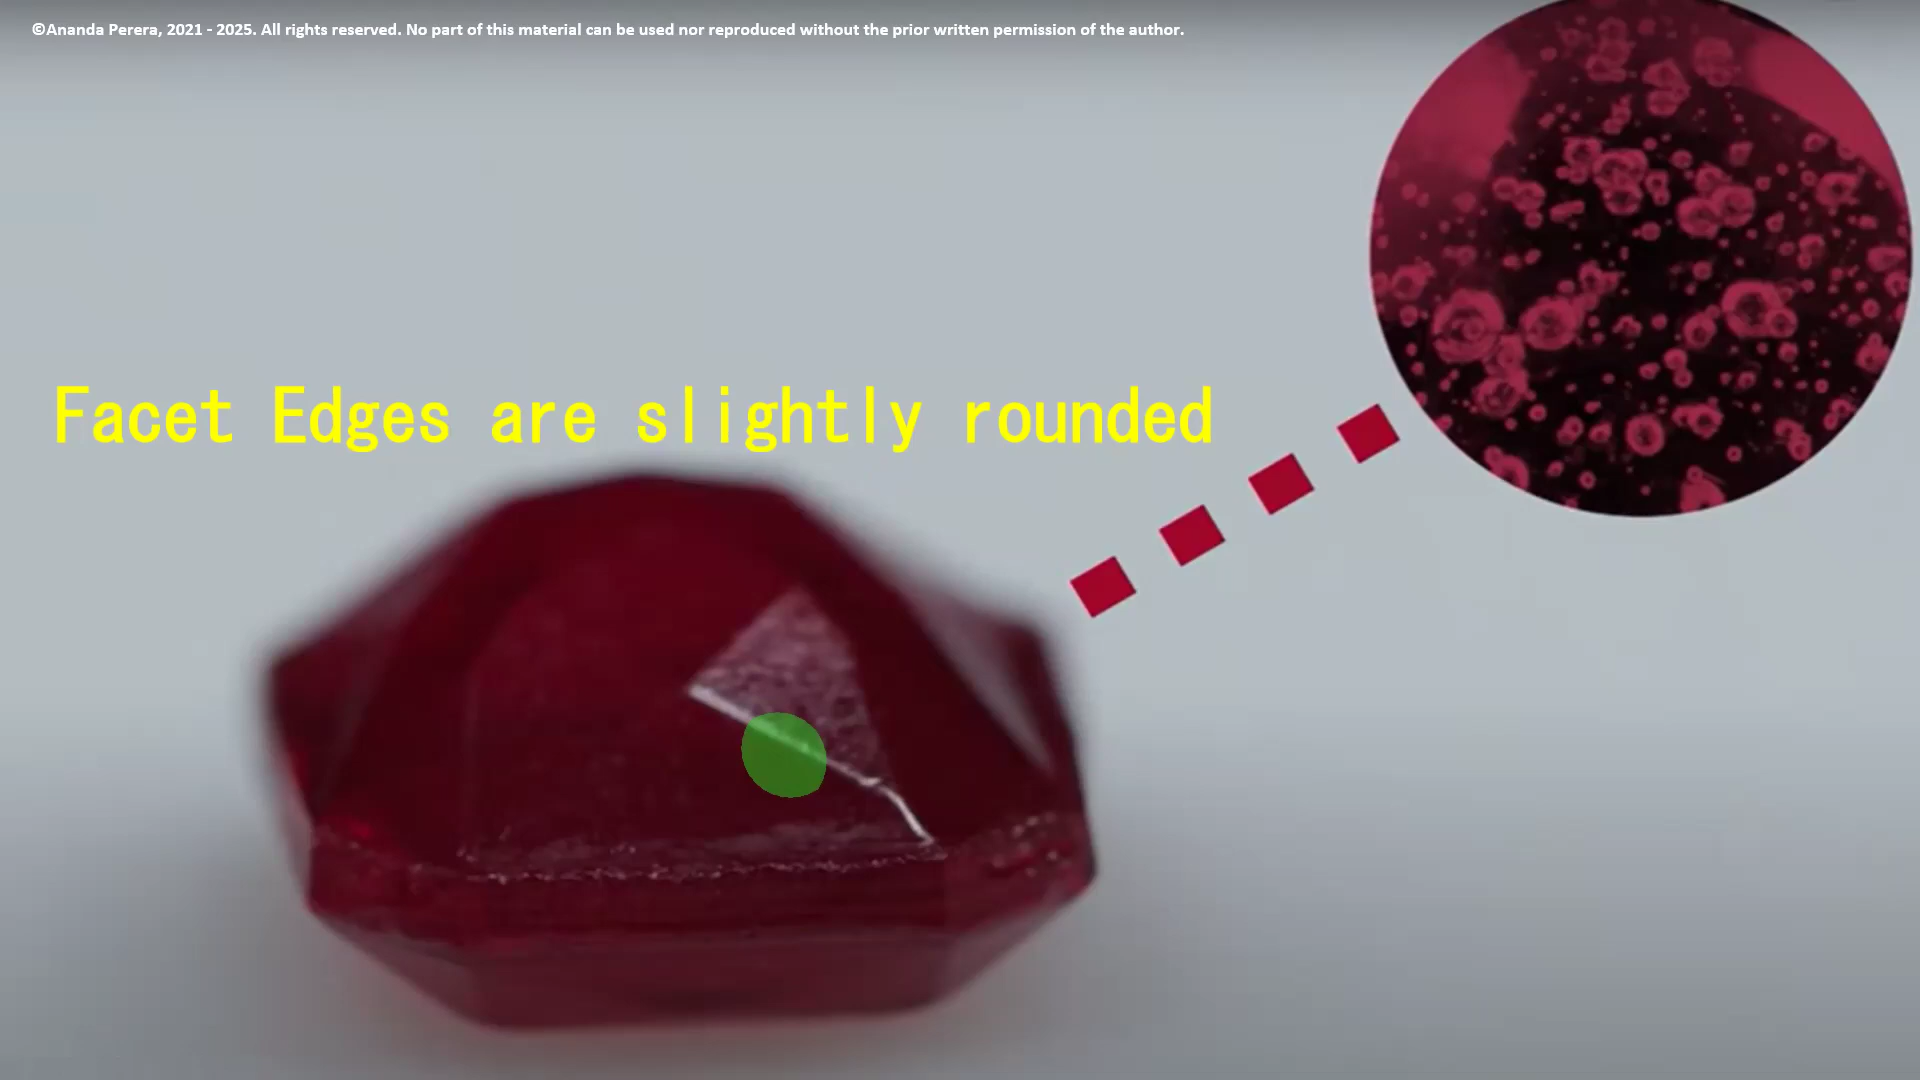 ©Ananda Perera, 2021 - 2025. All rights reserved. No part of this material can be used nor reproduced without the prior written permission of the author.
Facet Edges are slightly rounded